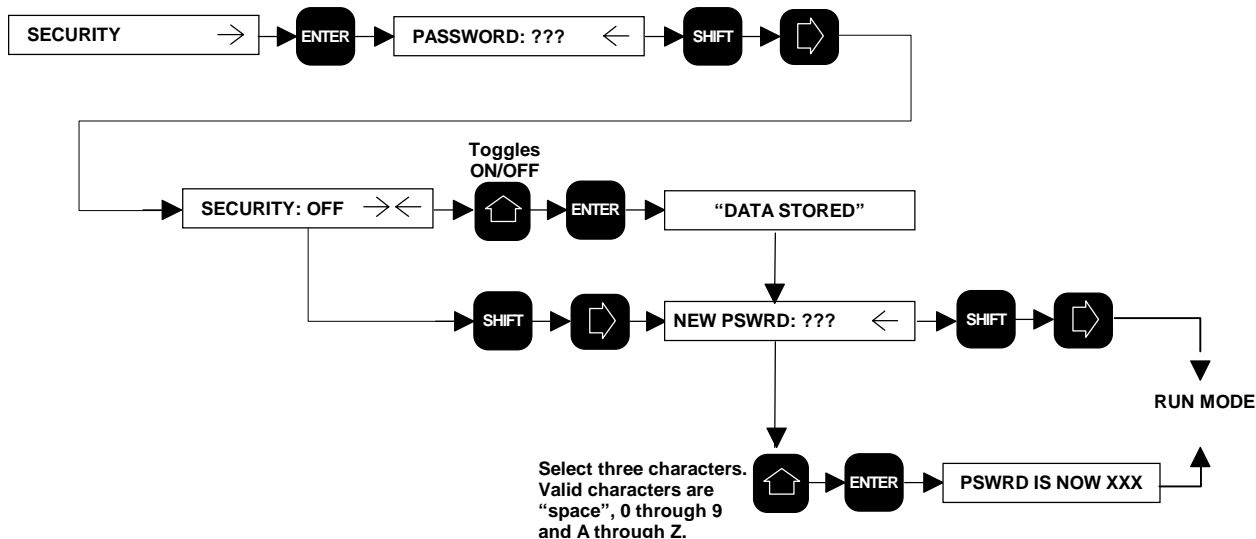 SECURITY
ENTER
PASSWORD: ???
SHIFT
Toggles
ON/OFF
SECURITY: OFF
ENTER
“DATA STORED”
SHIFT
NEW PSWRD: ???
SHIFT
RUN MODE
Select three characters.
Valid characters are
“space”, 0 through 9
and A through Z.
ENTER
PSWRD IS NOW XXX